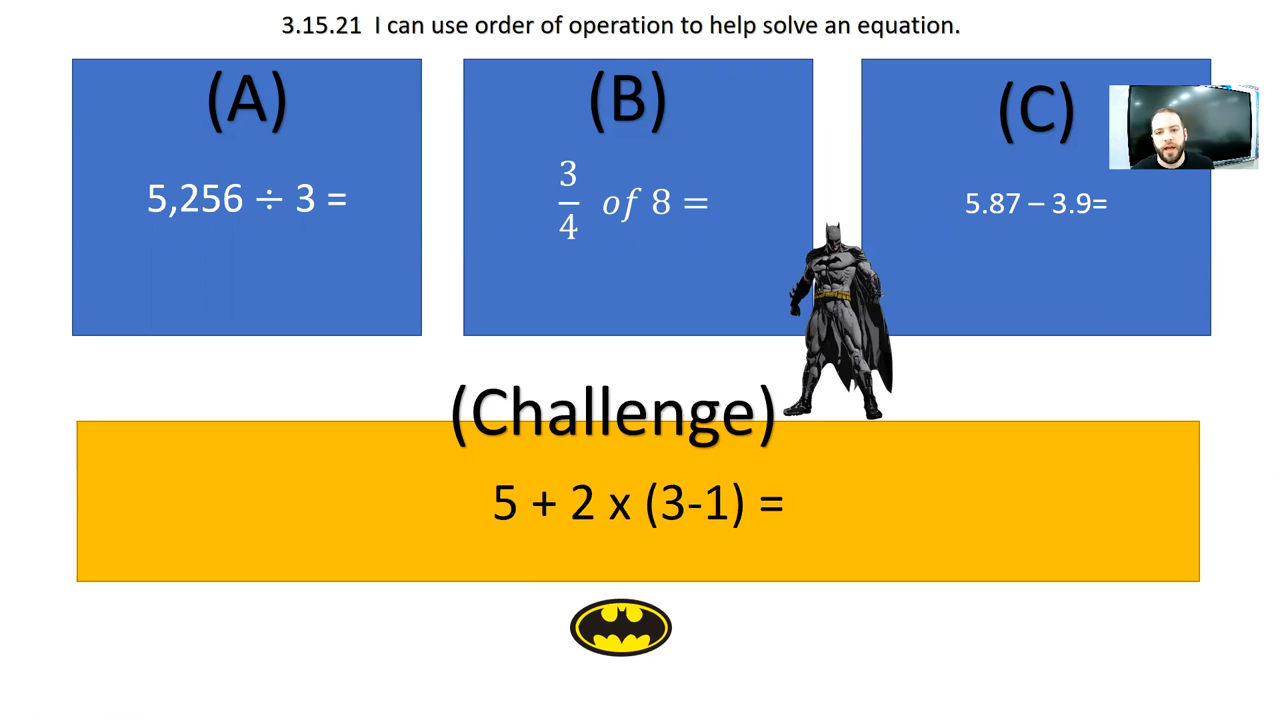 3.15.21  I can use order of operation to help solve an equation.
(A)
5,256 ÷ 3 =
(B)
3/4 of 8 =
(C)
5.87 – 3.9=
(Challenge)
5 + 2 x (3-1) =